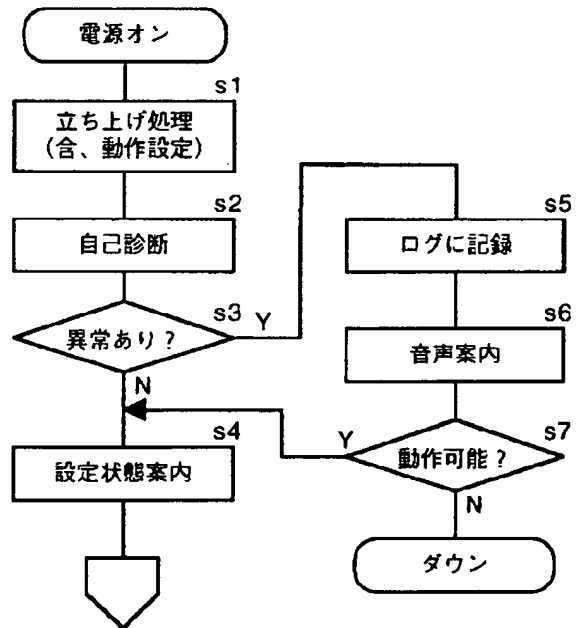 電源オン
s1
立ち上げ処理
(含、動作設定)
s2
自己診断
s3
異常あり?
Y
N
s4
設定状態案内
s5
ログに記録
s6
音声案内
s7
動作可能?
Y
N
ダウン